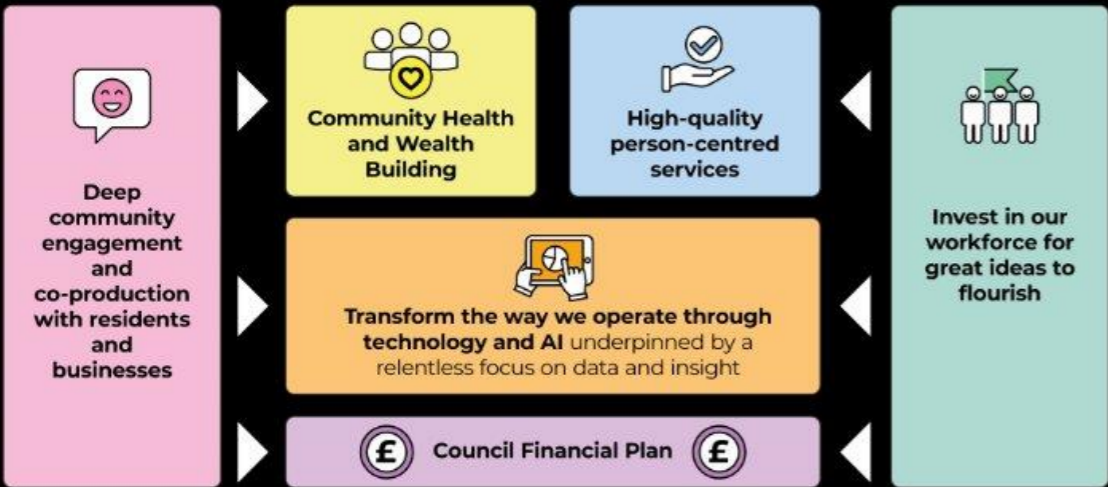 Deep
community
engagement
and
co-production
with residents
and
businesses
Community Health
and Wealth
Building
High-quality
person-centred
services
Transform the way we operate through
technology and AI underpinned by a
relentless focus on data and insight
£ Council Financial Plan £
Invest in our
workforce for
great ideas to
flourish